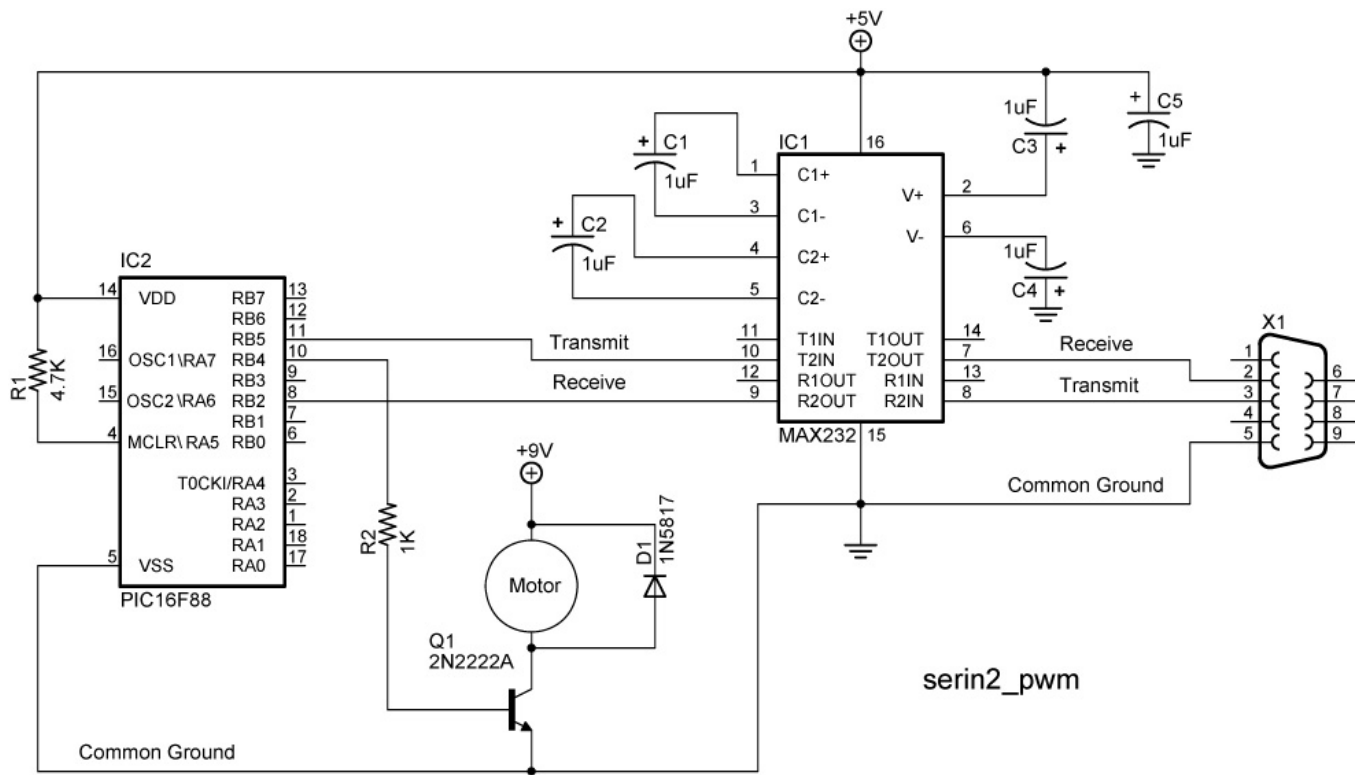 +5V
1uF
C3
+
+
C5
1uF
+
C1
1uF
+
C2
1uF
IC1
16
1
C1+
3
C1-
4
C2+
5
C2-
V+
2
V-
6
1uF
C4
+
11
T1IN
T1OUT
14
10
T2IN
T2OUT
7
12
R1OUT
R1IN
13
9
R2OUT
R2IN
8
MAX232
15
Transmit
Receive
Receive
Transmit
Common Ground
X1
1
2
3
4
5
6
7
8
9
IC2
14
VDD
RB7
13
RB6
12
RB5
11
16
OSC1\RA7
RB4
10
RB3
9
15
OSC2\RA6
RB2
8
RB1
7
4
MCLR\RA5
RB0
6
T0CKI/RA4
3
RA3
2
RA2
1
RA1
18
5
VSS
RA0
17
PIC16F88
R1
4.7K
R2
1K
+9V
Motor
D1
1N5817
Q1
2N2222A
serin2_pwm
Common Ground